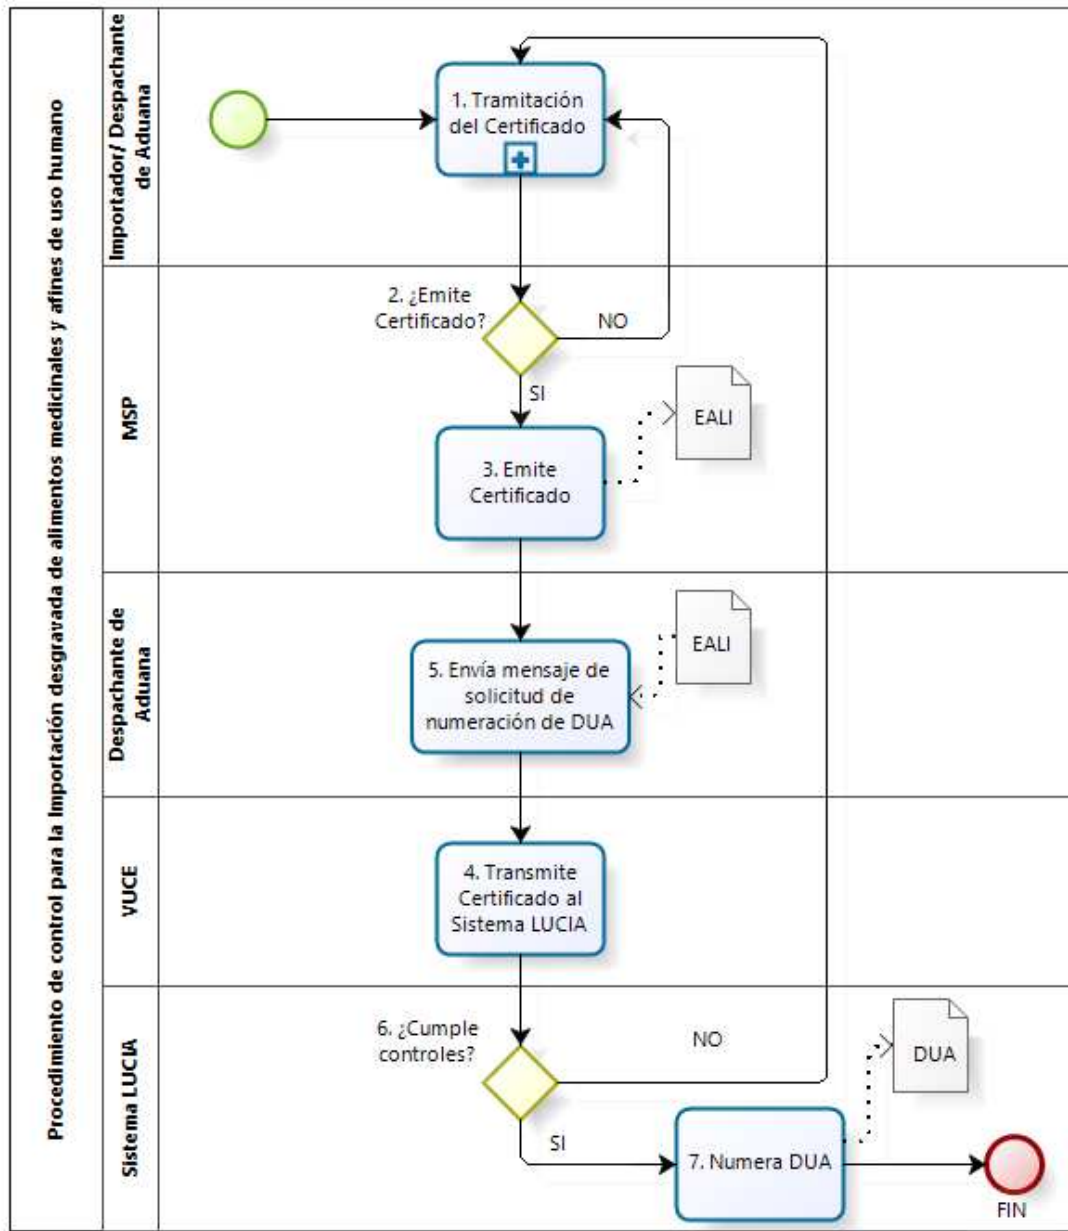 Procedimiento de control para la Importación desgravada de alimentos medicinales y afines de uso humano
Importador/ Despachante
de Aduana
1. Tramitación
del Certificado
MSP
2. ¿Emite
Certificado?
NO
SI
EALI
3. Emite
Certificado
Despachante de
Aduana
EALI
5. Envía mensaje de
solicitud de
numeración de DUA
VUCE
4. Transmite
Certificado al
Sistema LUCIA
Sistema LUCIA
6. ¿Cumple
controles?
NO
DUA
SI
7. Numera DUA
FIN